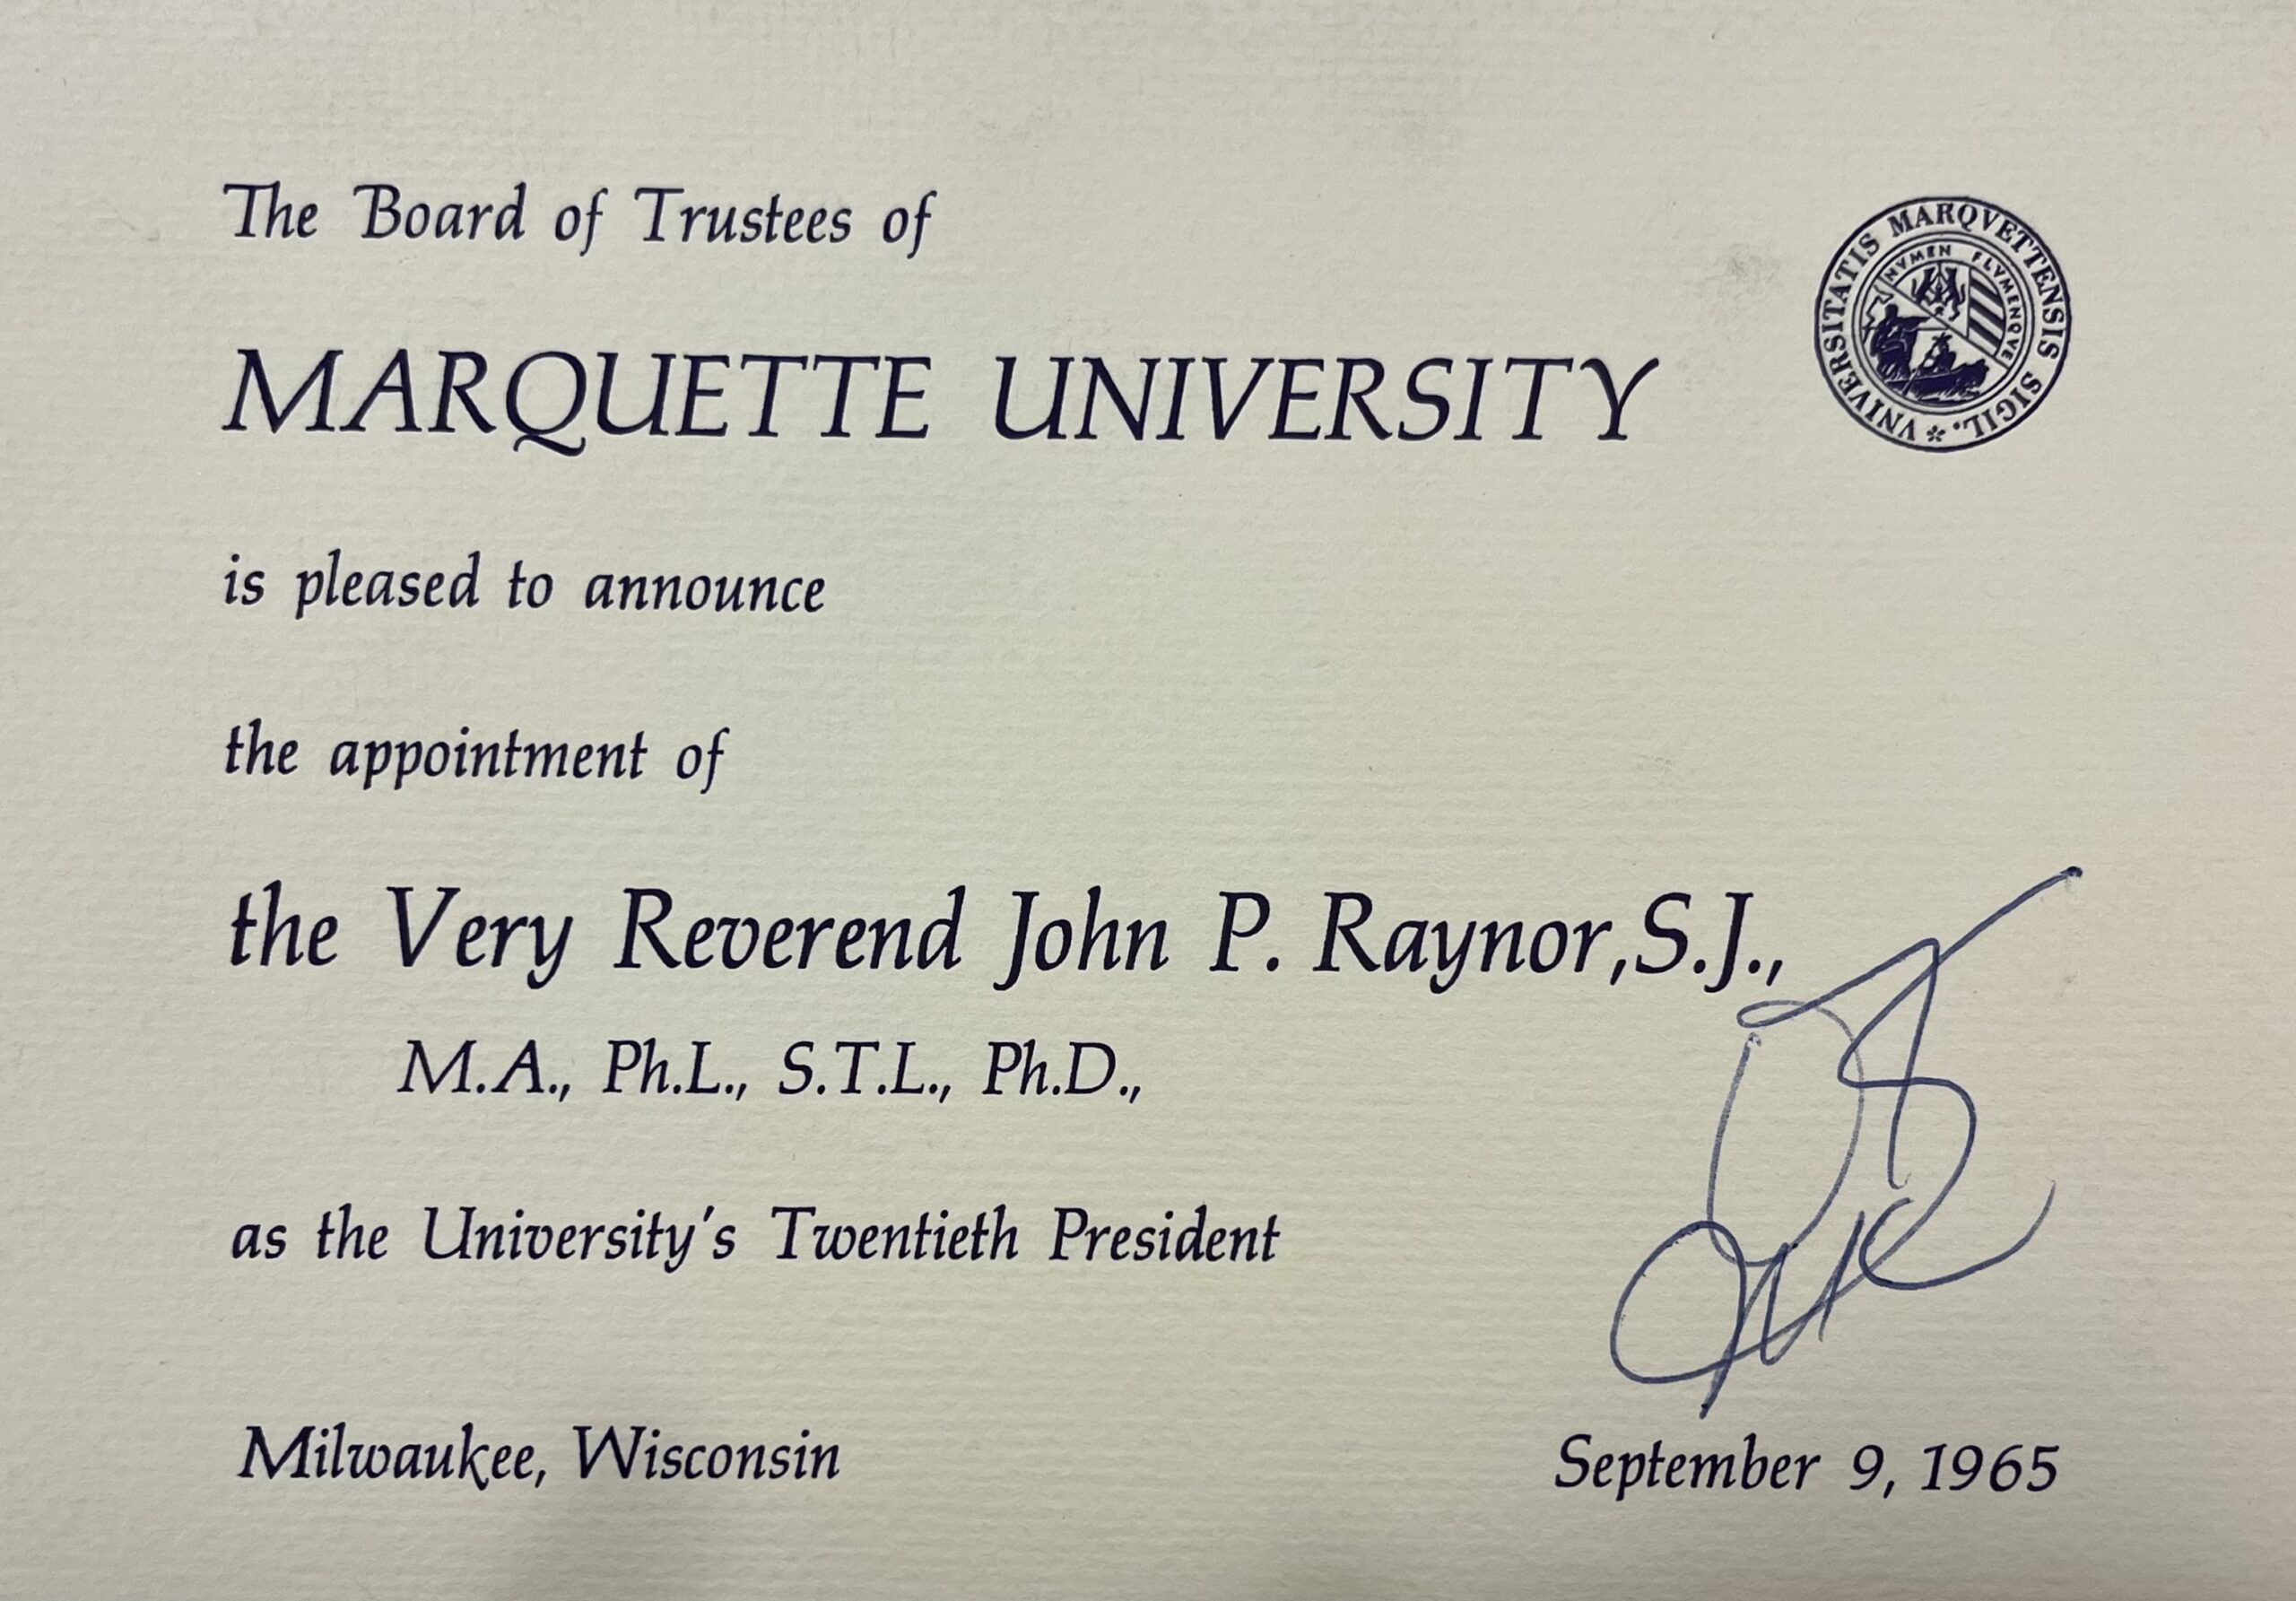 The Board of Trustees of
MARQUETTE UNIVERSITY
VNIVERSITATIS MARQVETTENSIS SIGIL.
NVMEN FLVMENQVE
is pleased to announce
the appointment of
the Very Reverend John P. Raynor, S.J.,
M.A., Ph.L., S.T.L., Ph.D.,
as the University's Twentieth President
Milwaukee, Wisconsin
September 9, 1965